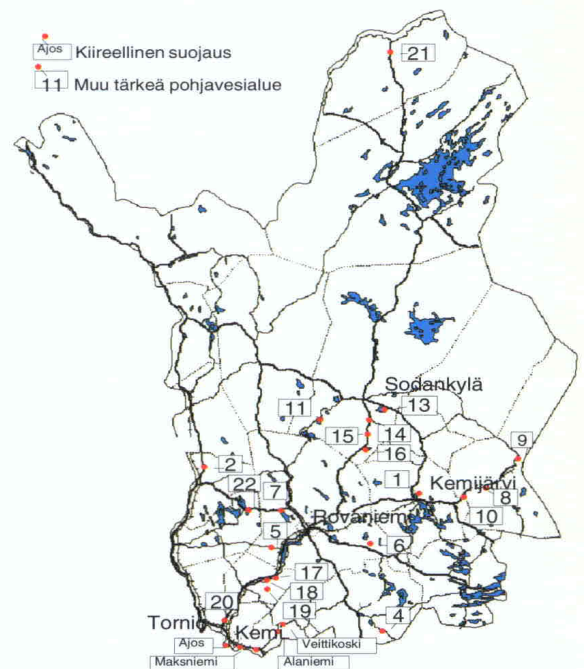 Ajos Kiireellinen suojaus
11 Muu tärkeä pohjavesialue
21
Sodankylä
11
13
15
14
16
9
2
1
Kemijärvi
22
7
8
10
Rovaniemi
5
6
17
18
20
19
4
Tornio
Kemi
Ajos
Veittikoski
Maksniemi
Alaniemi